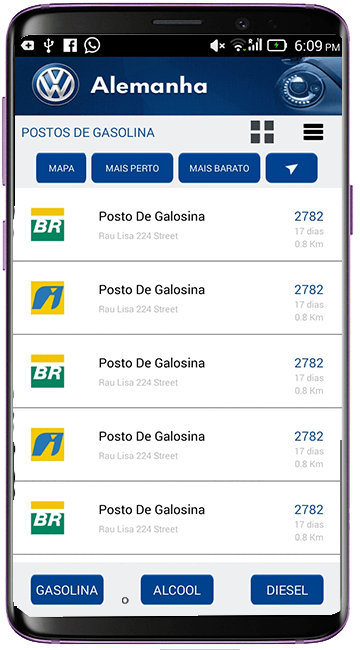 6:09 PM
Alemanha
POSTOS DE GASOLINA
MAPA MAIS PERTO MAIS BARATO
BR Posto De Galosina 2782
Rau Lisa 224 Street 17 dias
0.8 Km
Posto De Galosina 2782
Rau Lisa 224 Street 17 dias
0.8 Km
BR Posto De Galosina 2782
Rau Lisa 224 Street 17 dias
0.8 Km
Posto De Galosina 2782
Rau Lisa 224 Street 17 dias
0.8 Km
BR Posto De Galosina 2782
Rau Lisa 224 Street 17 dias
0.8 Km
GASOLINA ALCOOL DIESEL